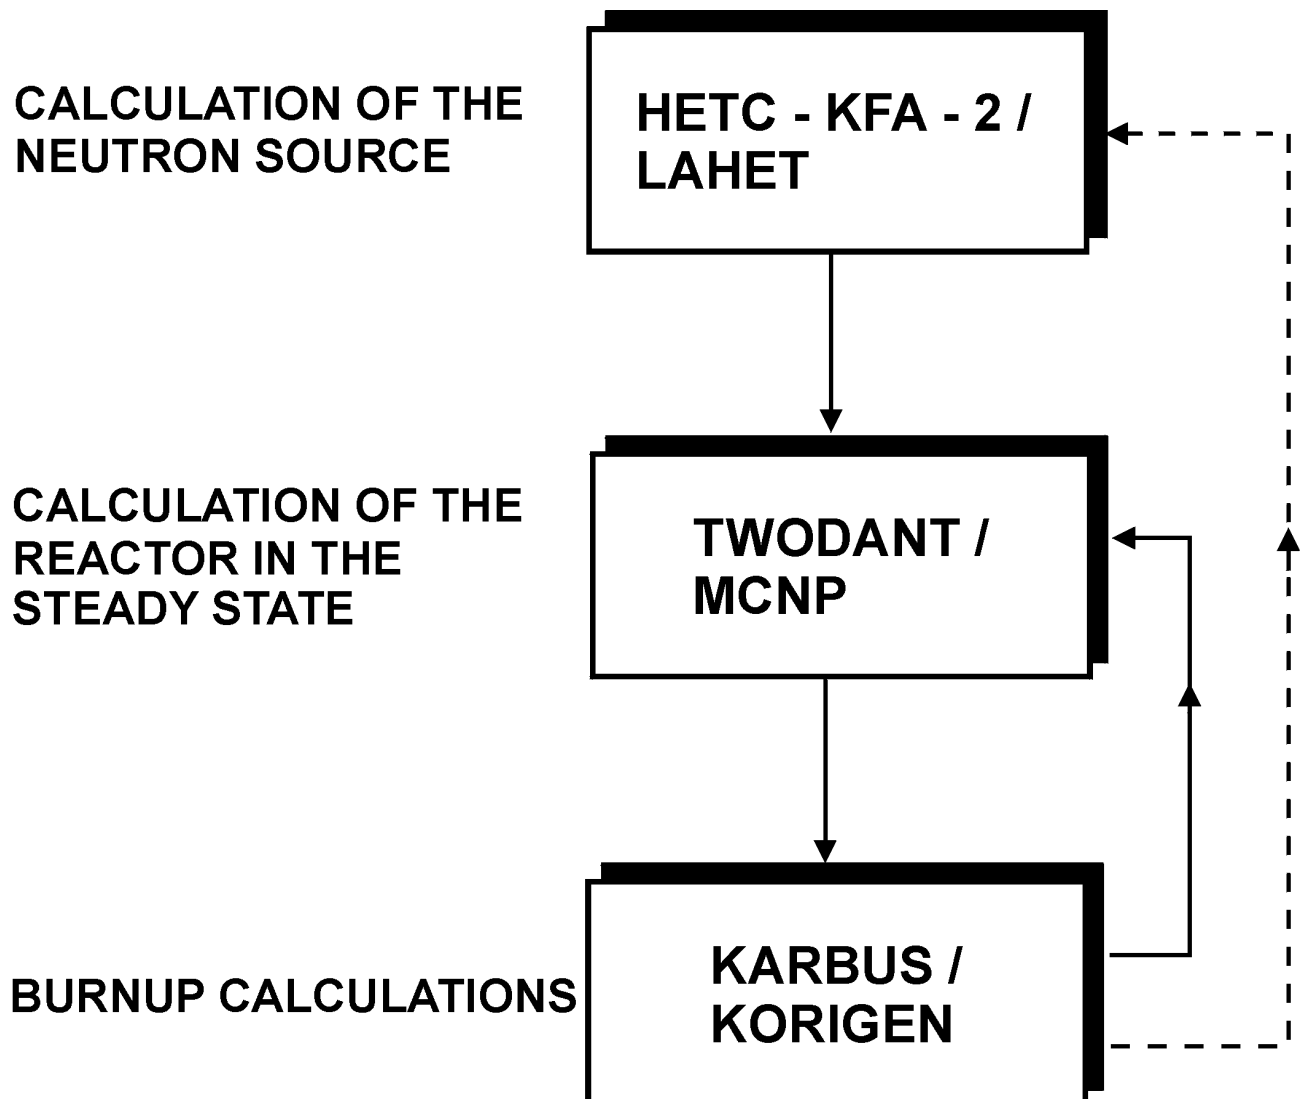 CALCULATION OF THE
NEUTRON SOURCE
HETC - KFA - 2 /
LAHET
CALCULATION OF THE
REACTOR IN THE
STEADY STATE
TWODANT /
MCNP
BURNUP CALCULATIONS
KARBUS /
KORIGEN